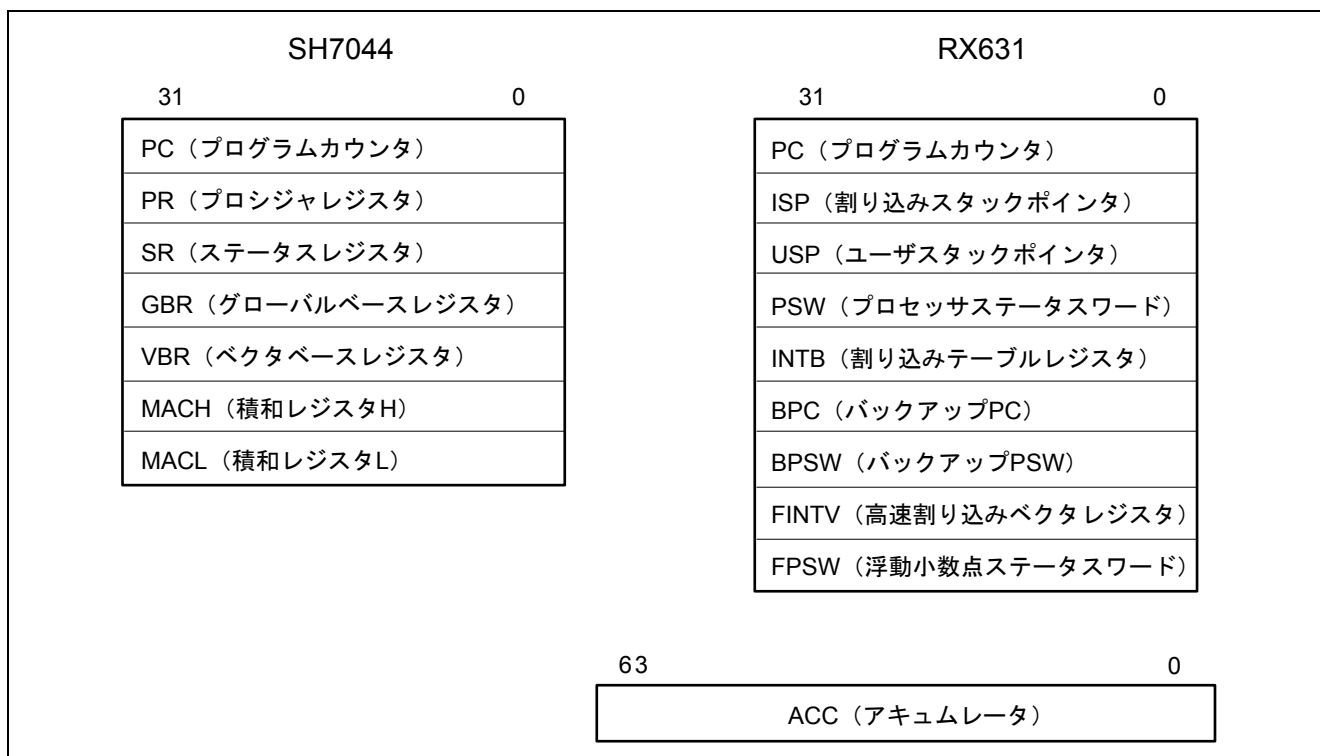 SH7044
31 0
PC（プログラムカウンタ）
PR（プロシジャレジスタ）
SR（ステータスレジスタ）
GBR（グローバルベースレジスタ）
VBR（ベクタベースレジスタ）
MACH（積和レジスタH）
MACL（積和レジスタL）
RX631
31 0
PC（プログラムカウンタ）
ISP（割り込みスタックポインタ）
USP（ユーザスタックポインタ）
PSW（プロセッサステータスワード）
INTB（割り込みテーブルレジスタ）
BPC（バックアップPC）
BPSW（バックアップPSW）
FINTV（高速割り込みベクタレジスタ）
FPSW（浮動小数点ステータスワード）
63 0
ACC（アキュムレータ）